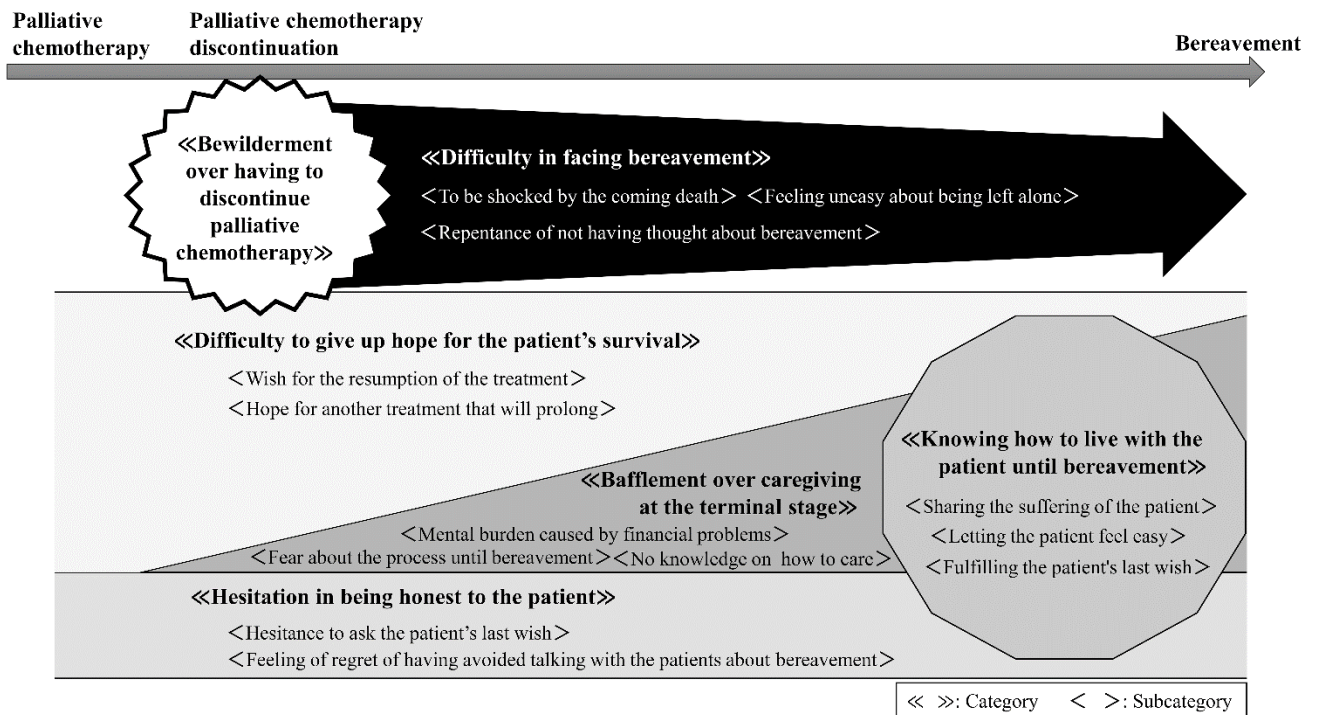 Palliative
chemotherapy
Palliative chemotherapy
discontinuation
Bereavement
≪Bewilderment
over having to
discontinue
palliative
chemotherapy≫
≪Difficulty in facing bereavement≫
<To be shocked by the coming death> <Feeling uneasy about being left alone>
<Repentance of not having thought about bereavement>
≪Difficulty to give up hope for the patient's survival≫
<Wish for the resumption of the treatment>
<Hope for another treatment that will prolong>
≪Bafflement over caregiving
at the terminal stage≫
<Mental burden caused by financial problems>
<Fear about the process until bereavement> <No knowledge on how to care>
≪Knowing how to live with the
patient until bereavement≫
<Sharing the suffering of the patient>
<Letting the patient feel easy>
<Fulfilling the patient's last wish>
≪Hesitation in being honest to the patient≫
<Hesitance to ask the patient's last wish>
<Feeling of regret of having avoided talking with the patients about bereavement>
≪ ≫: Category < >: Subcategory